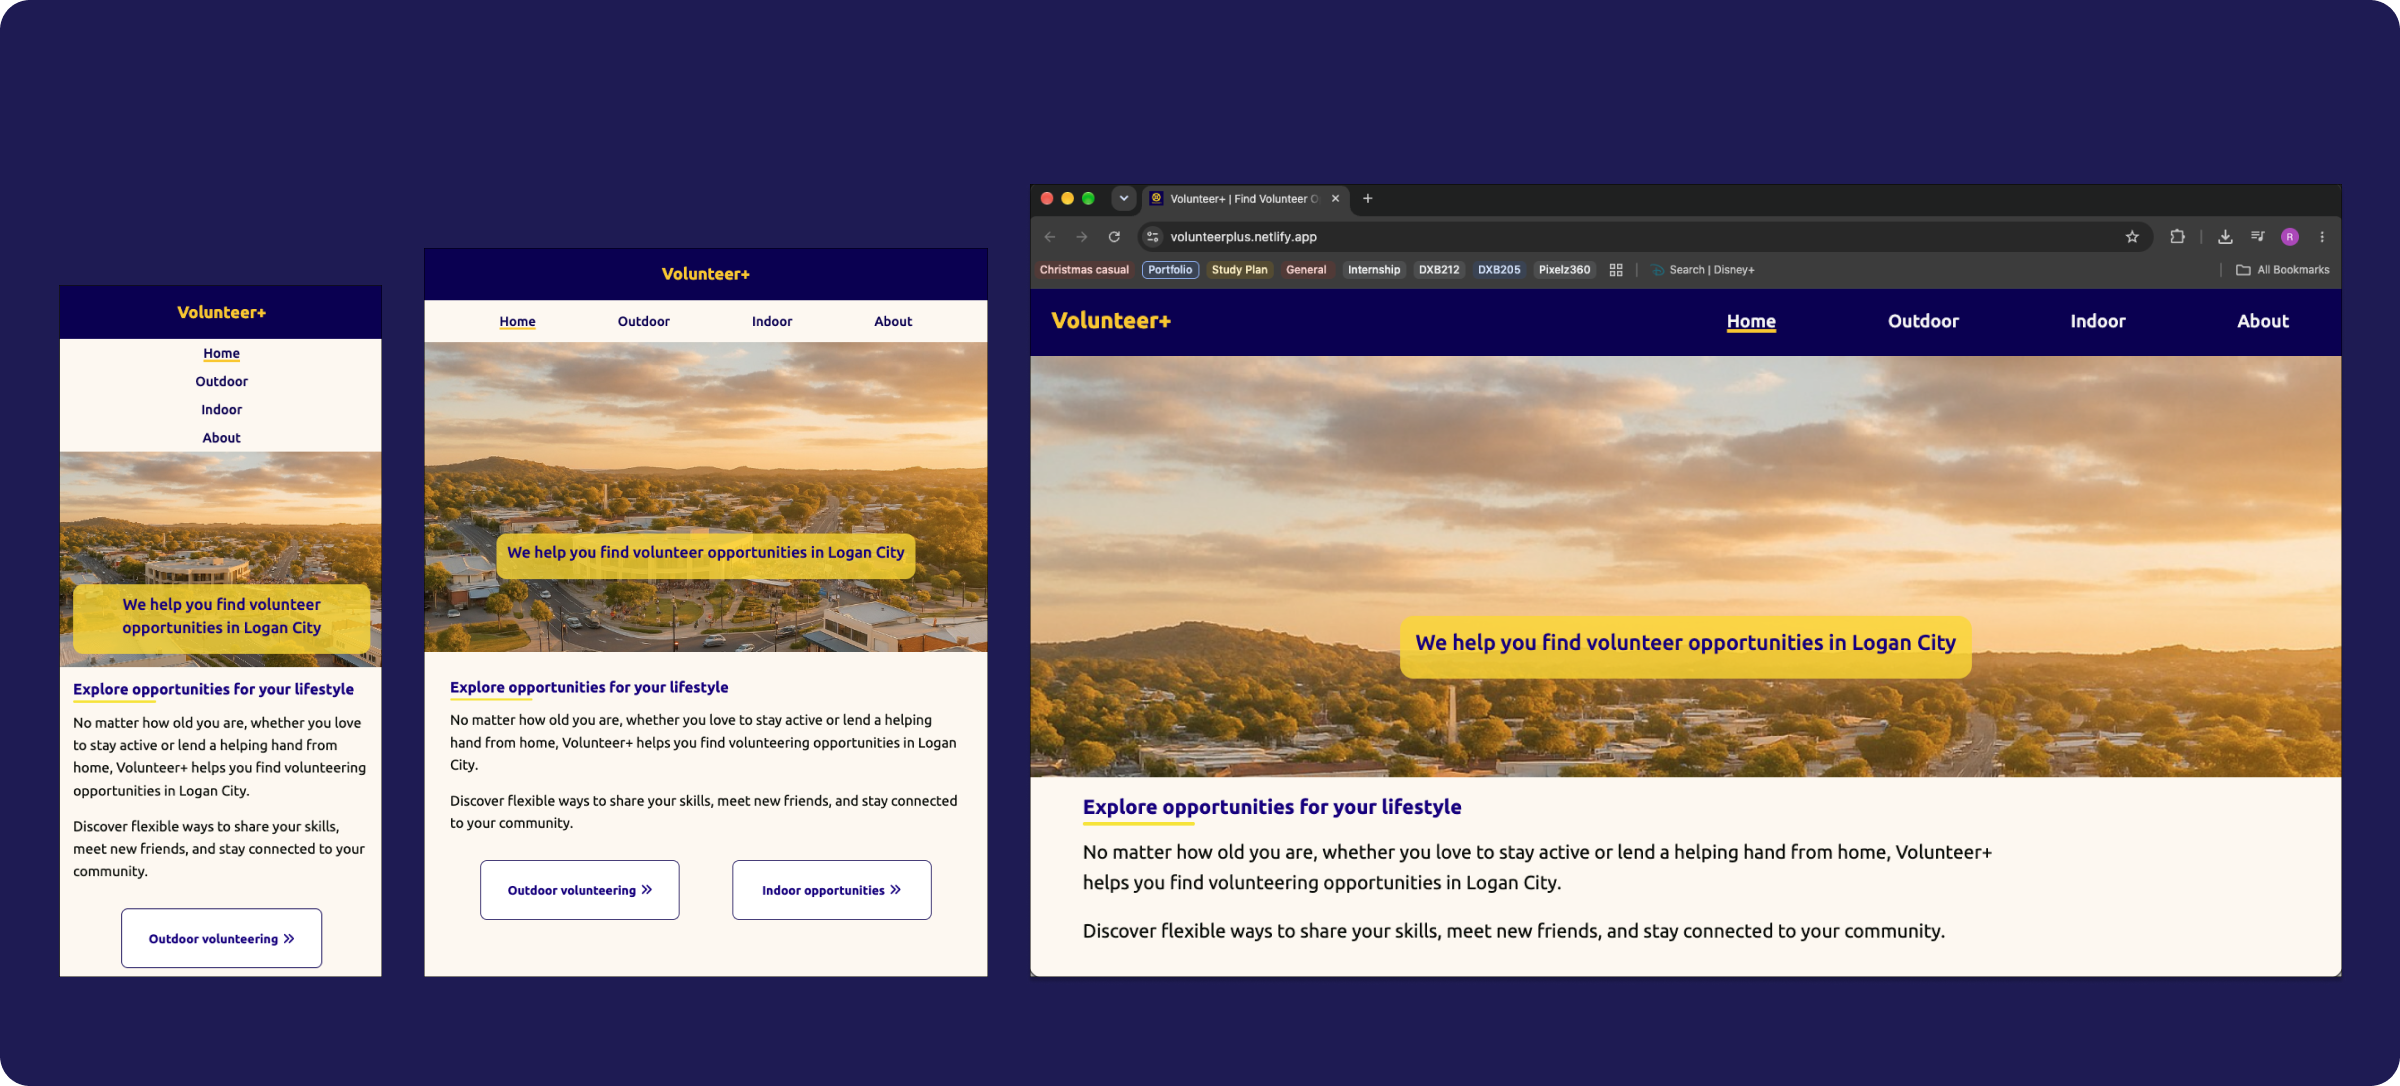 Volunteer+
Home
Outdoor
Indoor
About
We help you find volunteer
opportunities in Logan City
Explore opportunities for your lifestyle
No matter how old you are, whether you love
to stay active or lend a helping hand from
home, Volunteer+ helps you find volunteering
opportunities in Logan City.
Discover flexible ways to share your skills,
meet new friends, and stay connected to your
community.
Outdoor volunteering »
Volunteer+
Home Outdoor Indoor About
We help you find volunteer opportunities in Logan City
Explore opportunities for your lifestyle
No matter how old you are, whether you love to stay active or lend a helping
hand from home, Volunteer+ helps you find volunteering opportunities in Logan
City.
Discover flexible ways to share your skills, meet new friends, and stay connected
to your community.
Outdoor volunteering » Indoor opportunities »
Volunteer+ | Find Volunteer O
volunteerplus.netlify.app R
Christmas casual Portfolio Study Plan General Internship DXB212 DXB205 Pixelz360 Search | Disney+ All Bookmarks
Volunteer+ Home Outdoor Indoor About
We help you find volunteer opportunities in Logan City
Explore opportunities for your lifestyle
No matter how old you are, whether you love to stay active or lend a helping hand from home, Volunteer+
helps you find volunteering opportunities in Logan City.
Discover flexible ways to share your skills, meet new friends, and stay connected to your community.